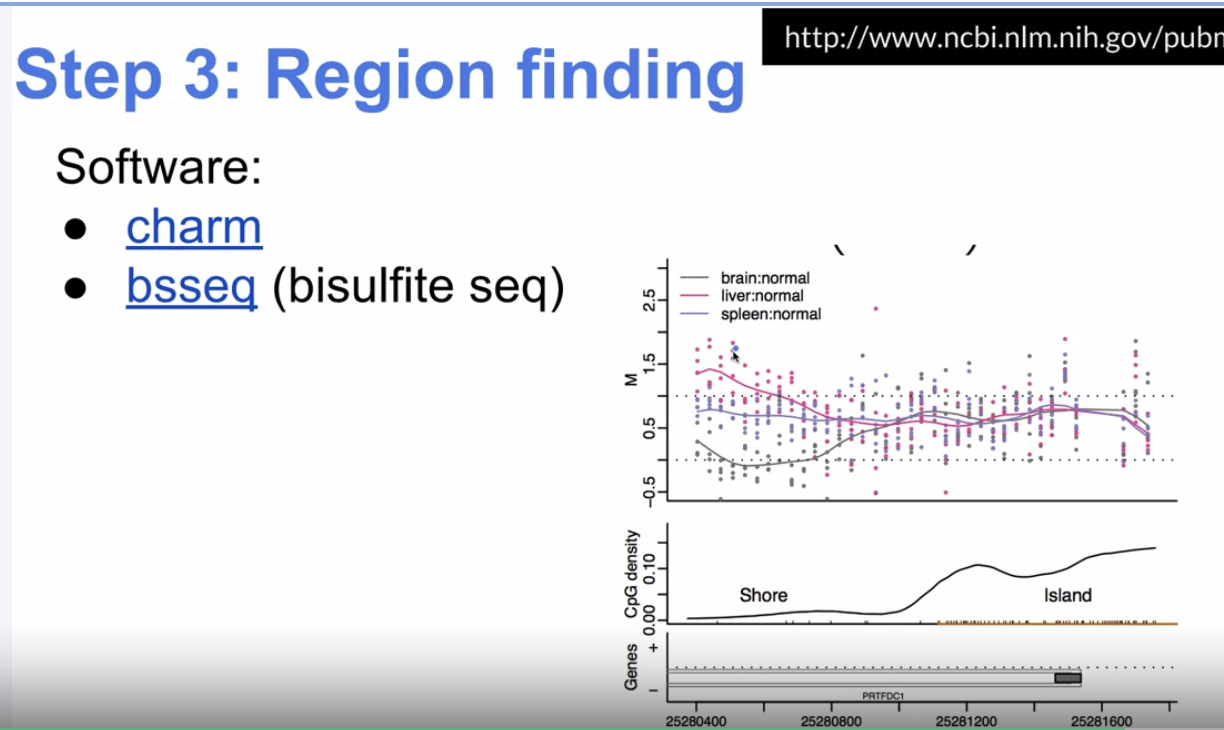 http://www.ncbi.nlm.nih.gov/pubm
Step 3: Region finding
Software:
● charm
● bsseq (bisulfite seq)
brain:normal
liver:normal
spleen:normal
M
2.5
1.5
0.5
−0.5
CpG density
0.10
0.00
Shore
Island
Genes
+
−
PRTFDC1
25280400 25280800 25281200 25281600